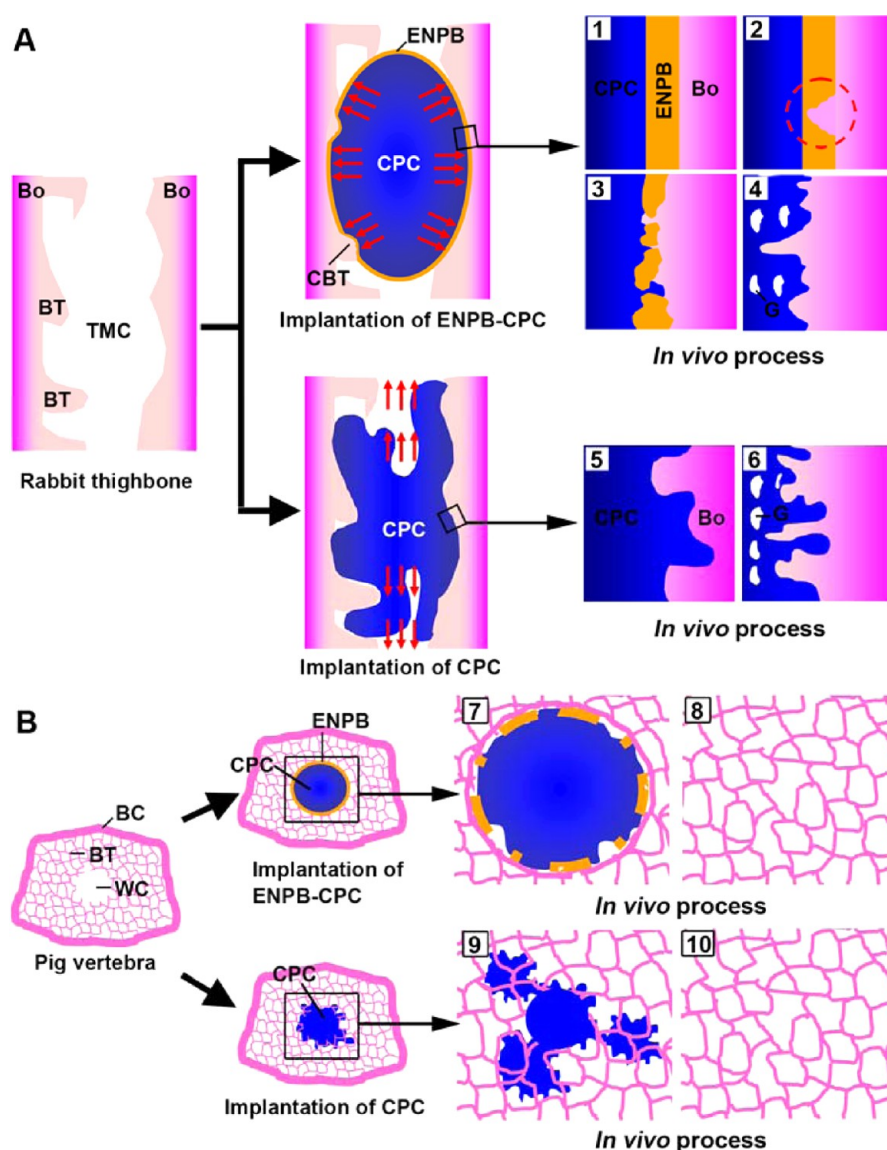 A
ENPB
CPC
CBT
Implantation of ENPB-CPC
Bo
Bo
BT
TMC
BT
Rabbit thighbone
1
CPC
ENPB
Bo
2
3
4
G
In vivo process
CPC
Implantation of CPC
5
CPC
Bo
6
G
In vivo process
B
BC
BT
WC
Pig vertebra
ENPB
CPC
Implantation of
ENPB-CPC
7
8
In vivo process
CPC
Implantation of CPC
9
10
In vivo process